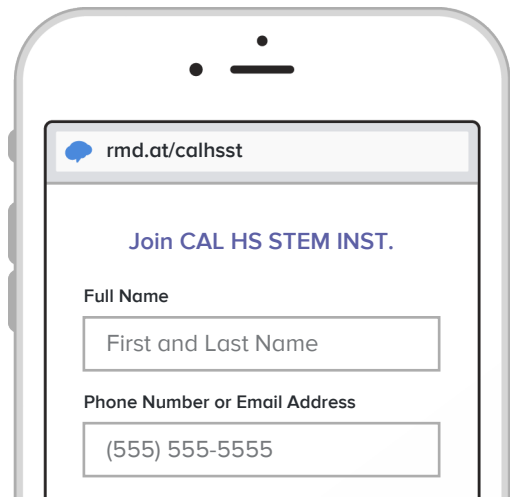 rmd.at/calhsst
Join CAL HS STEM INST.
Full Name
First and Last Name
Phone Number or Email Address
(555) 555-5555